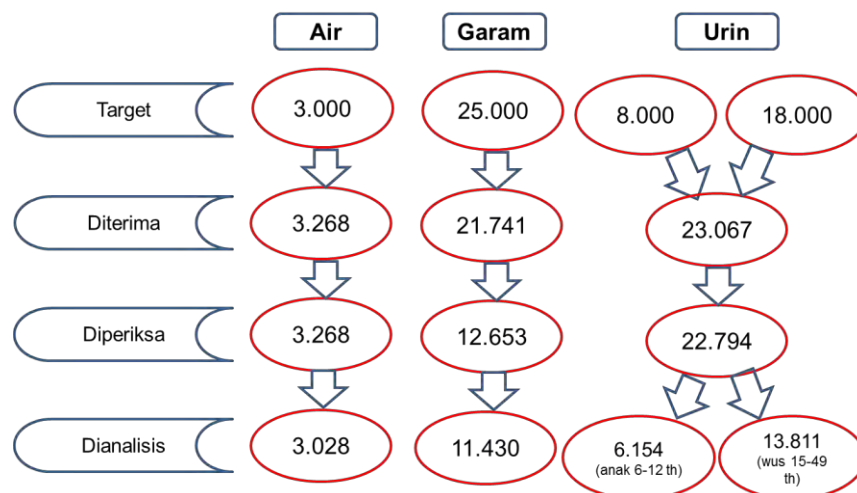 Air
Garam
Urin
Target
3.000
25.000
8.000
18.000
Diterima
3.268
21.741
23.067
Diperiksa
3.268
12.653
22.794
Dianalisis
3.028
11.430
6.154
(anak 6-12 th)
13.811
(wus 15-49
th)